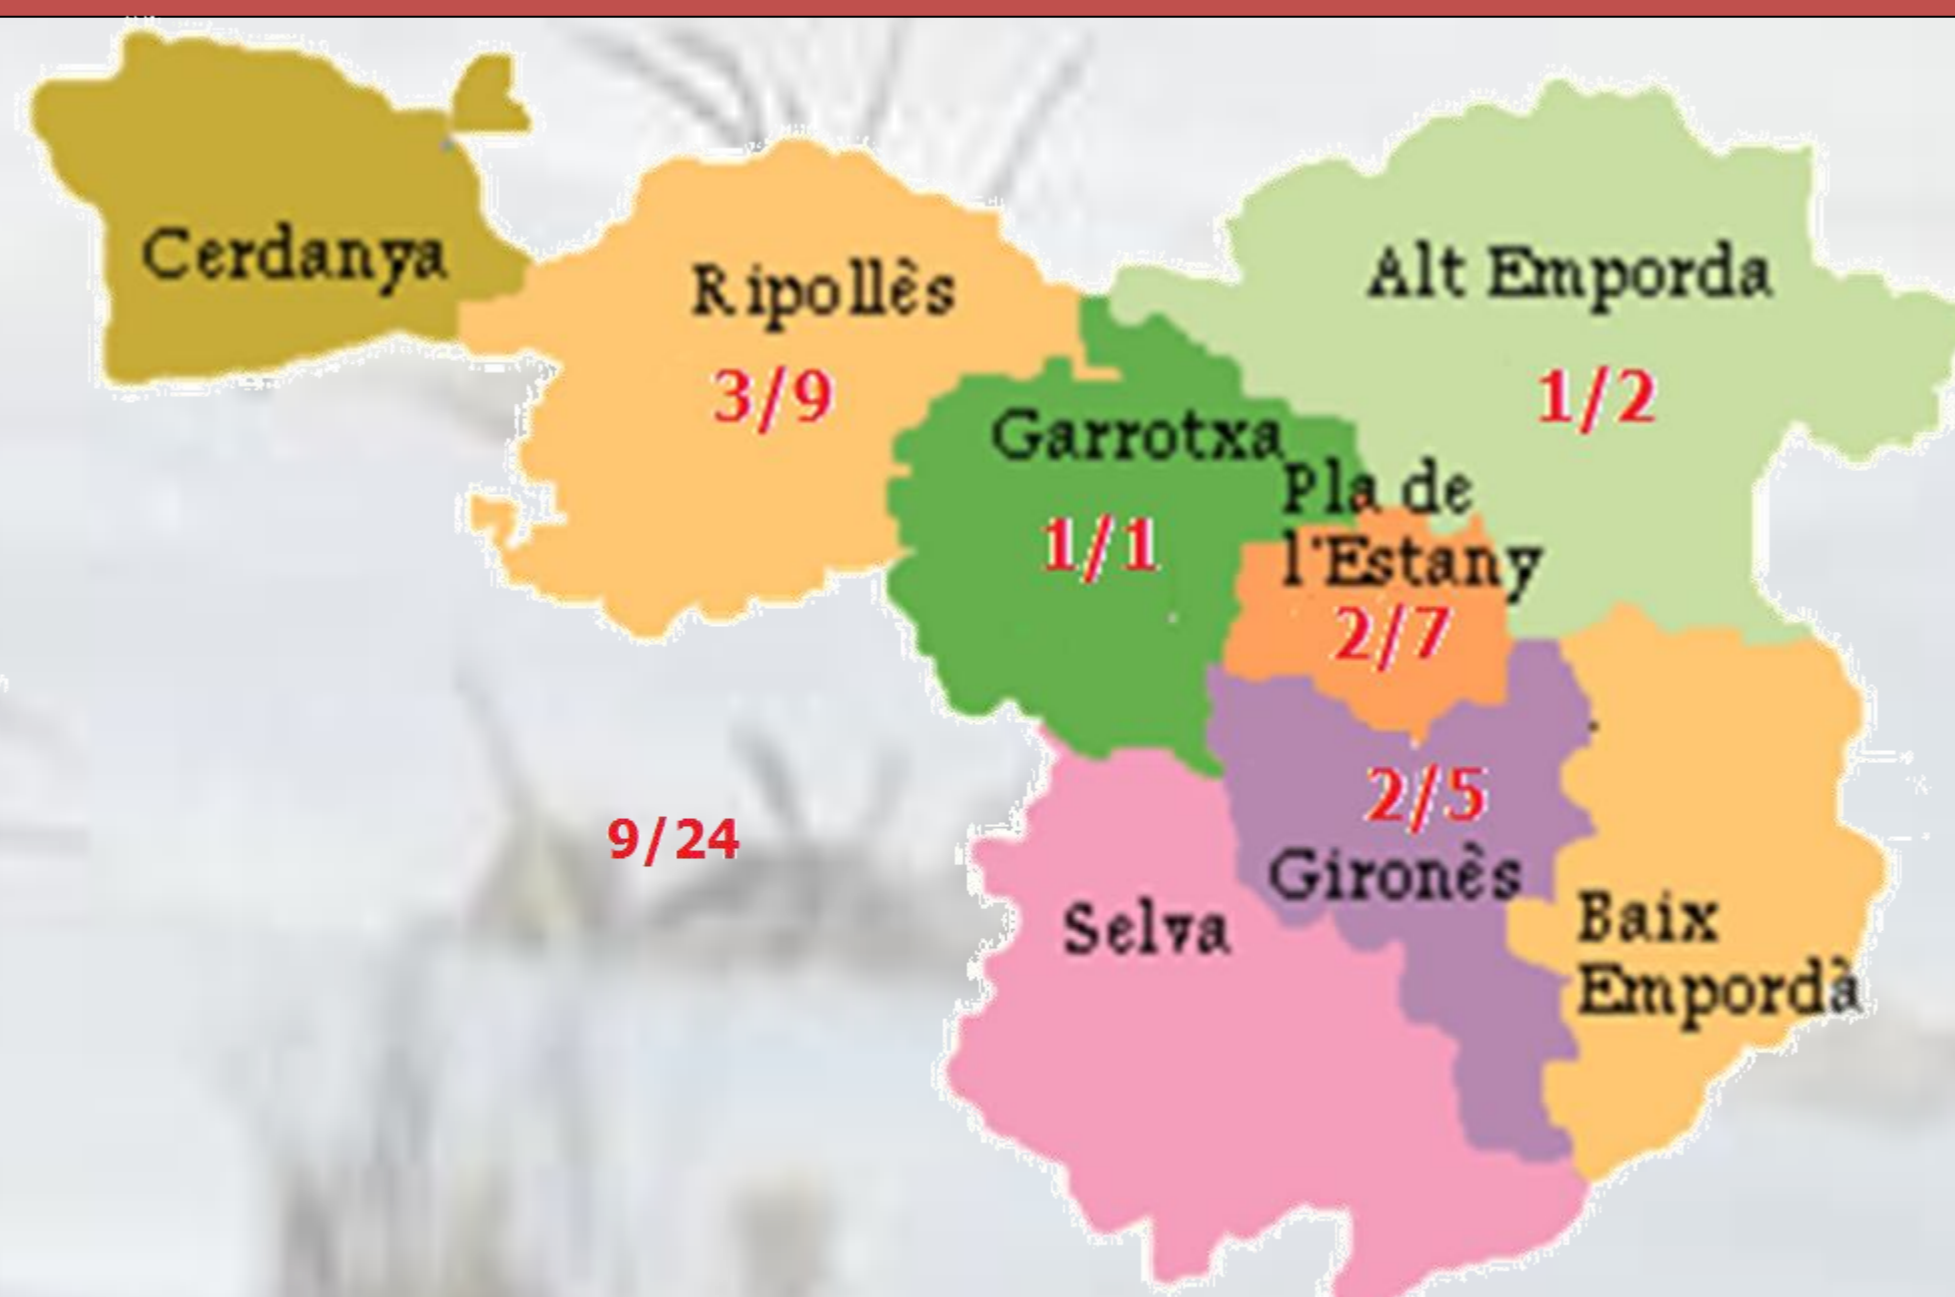 Cerdanya
Ripollès
3/9
Alt Emporda
1/2
Garrotxa
1/1
Pla de
l'Estany
2/7
2/5
Gironès
9/24
Selva
Baix
Empordà